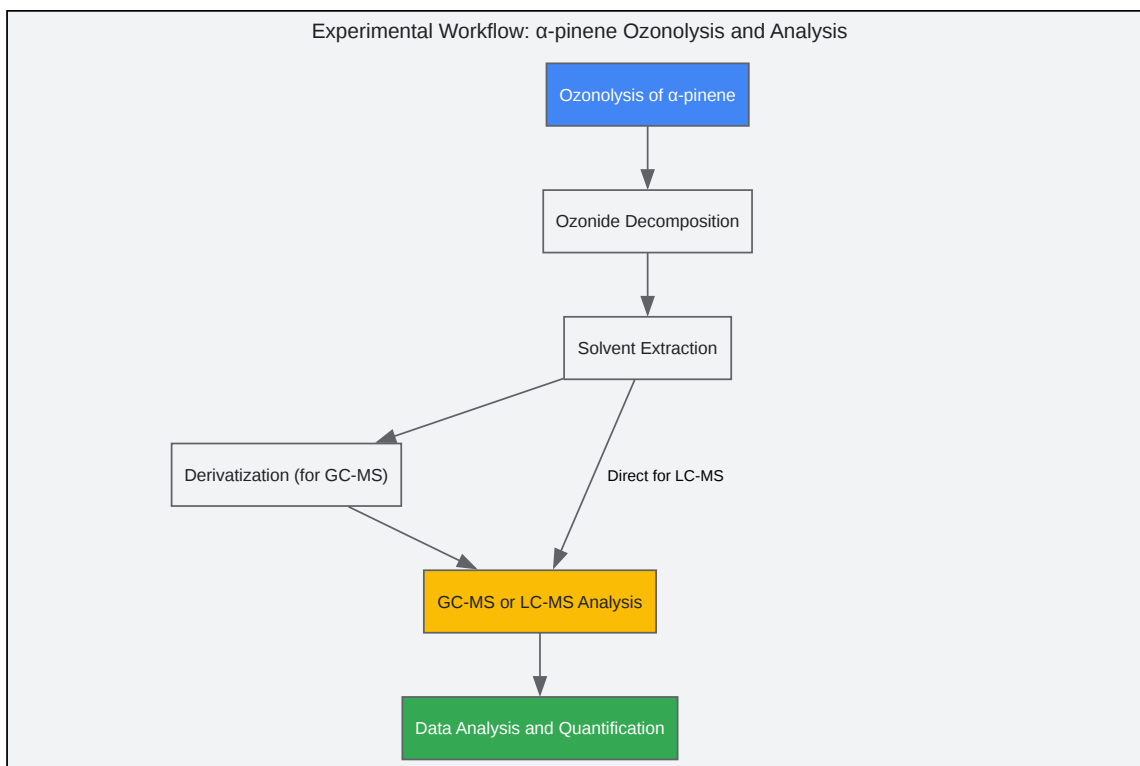 Experimental Workflow: α-pinene Ozonolysis and Analysis
Ozonolysis of α-pinene
Ozonide Decomposition
Solvent Extraction
Derivatization (for GC-MS)
Direct for LC-MS
GC-MS or LC-MS Analysis
Data Analysis and Quantification